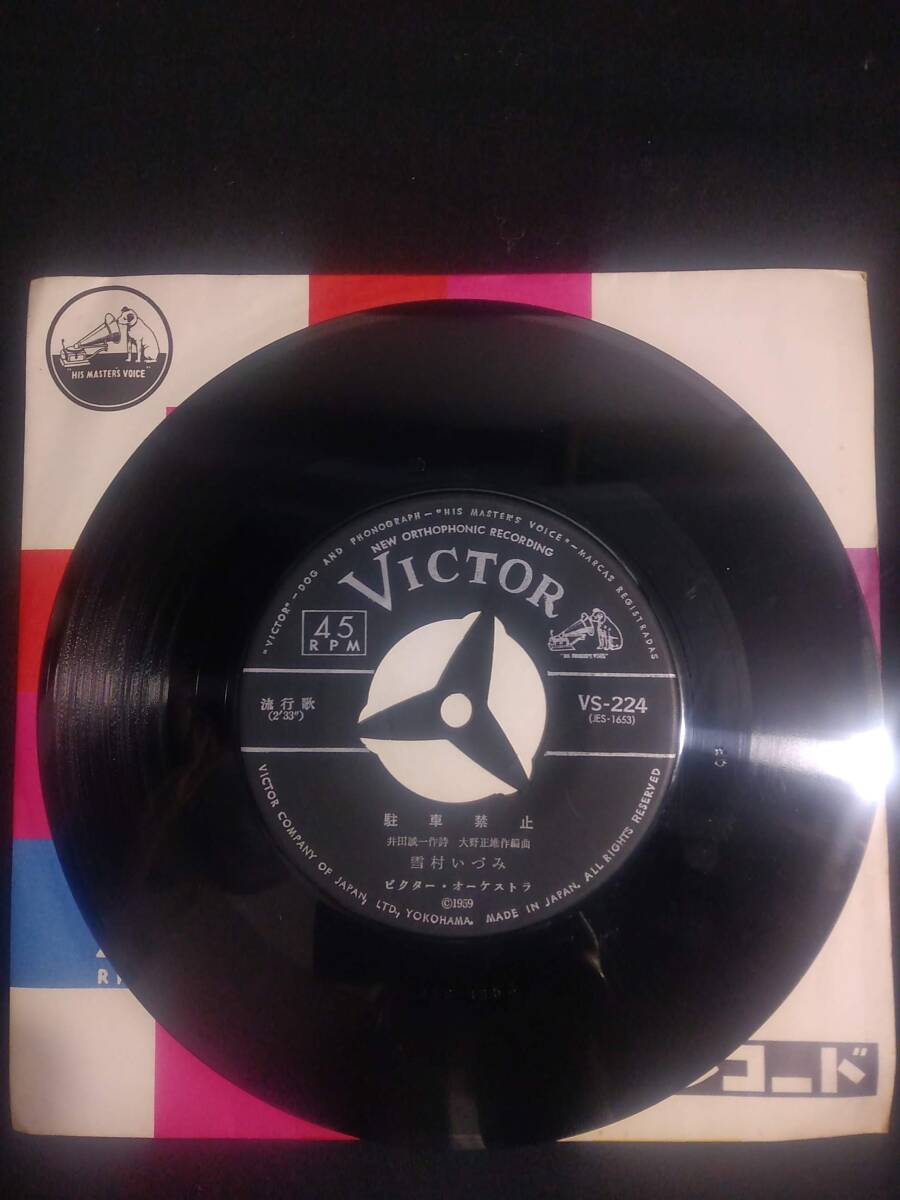 "HIS MASTER'S VOICE"
"VICTOR" — DOG AND PHONOGRAPH — "HIS MASTER'S VOICE" — MARCAS REGISTRADAS
NEW ORTHOPHONIC RECORDING
VICTOR
45
RPM
"HIS MASTER'S VOICE"
流行歌
(2'33")
VS-224
(JES-1653)
駐車禁止
井田誠一作詩 大野正雄作編曲
雪村いづみ
ビクター・オーケストラ
©1959
VICTOR COMPANY OF JAPAN, LTD, YOKOHAMA. MADE IN JAPAN. ALL RIGHTS RESERVED
R
コード